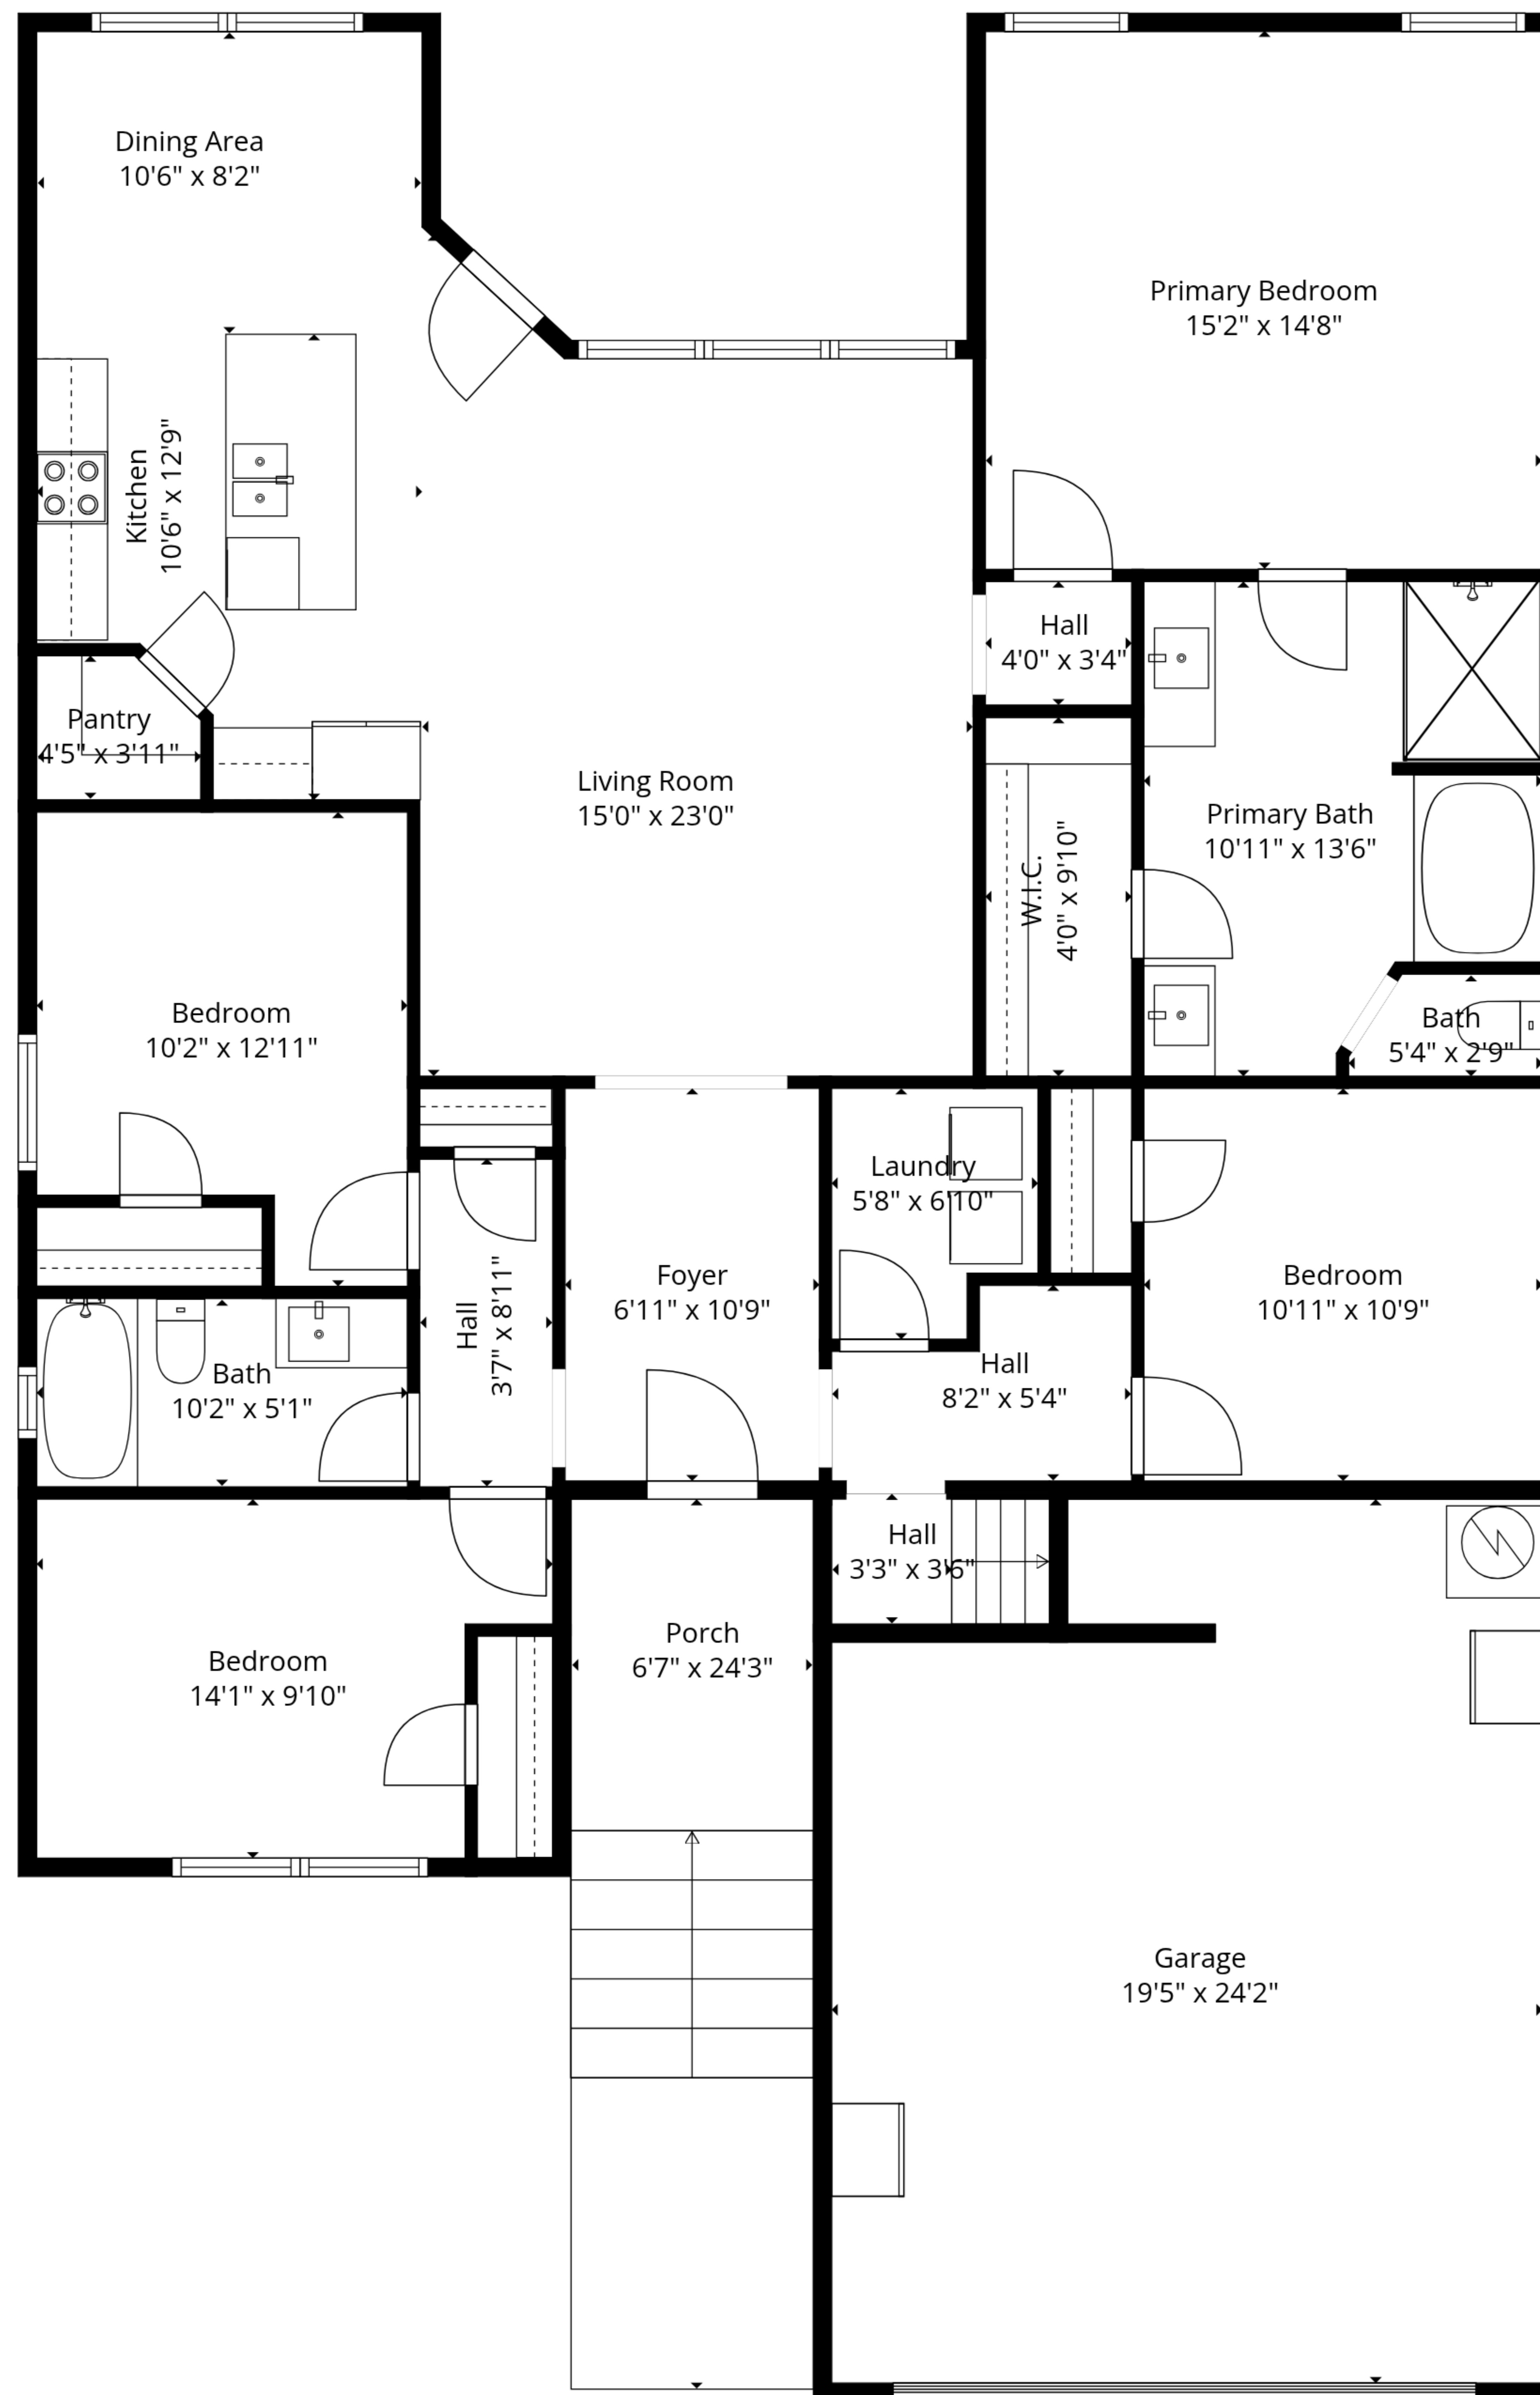 Dining Area
10'6" x 8'2"
Primary Bedroom
15'2" x 14'8"
Kitchen
10'6" x 12'9"
Hall
4'0" x 3'4"
Pantry
4'5" x 3'11"
Living Room
15'0" x 23'0"
Primary Bath
10'11" x 13'6"
W.I.C.
4'0" x 9'10"
Bedroom
10'2" x 12'11"
Bath
5'4" x 2'9"
Laundry
5'8" x 6'10"
Foyer
6'11" x 10'9"
Bedroom
10'11" x 10'9"
Hall
3'7" x 8'11"
Hall
8'2" x 5'4"
Bath
10'2" x 5'1"
Hall
3'3" x 3'6"
Porch
6'7" x 24'3"
Bedroom
14'1" x 9'10"
Garage
19'5" x 24'2"